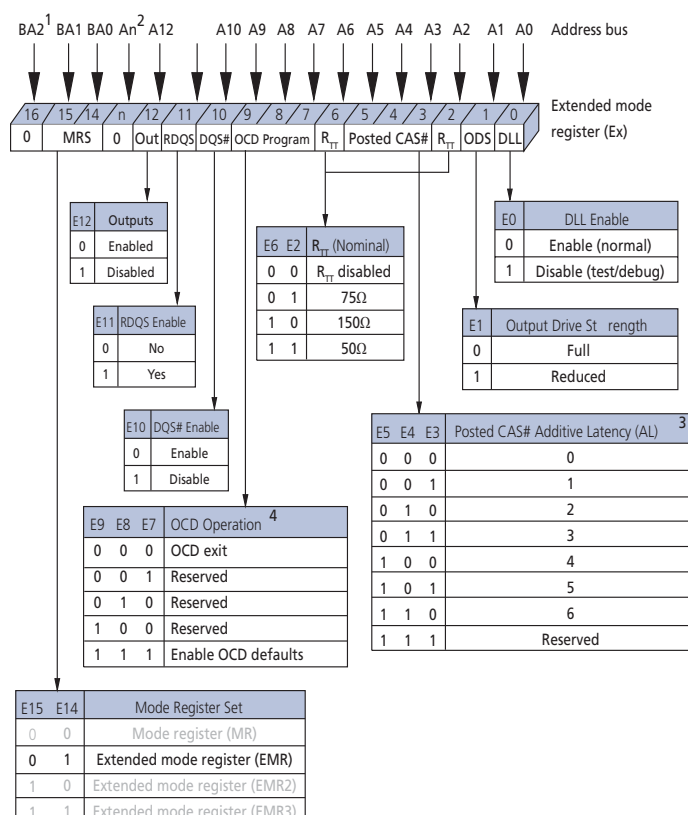 BA2 1 BA1 BA0 An 2 A12 A10 A9 A8 A7 A6 A5 A4 A3 A2 A1 A0 Address bus
16 15 14 n 12 11 10 9 8 7 6 5 4 3 2 1 0 Extended mode
0 MRS 0 Out RDQS DQS# OCD Program RTT Posted CAS# RTT ODS DLL register (Ex)
E12 Outputs
0 Enabled
1 Disabled
E6 E2 RTT (Nominal)
0 0 RTT disabled
0 1 75Ω
1 0 150Ω
1 1 50Ω
E0 DLL Enable
0 Enable (normal)
1 Disable (test/debug)
E11 RDQS Enable
0 No
1 Yes
E1 Output Drive St rength
0 Full
1 Reduced
E10 DQS# Enable
0 Enable
1 Disable
E5 E4 E3 Posted CAS# Additive Latency (AL) 3
0 0 0 0
0 0 1 1
0 1 0 2
0 1 1 3
1 0 0 4
1 0 1 5
1 1 0 6
1 1 1 Reserved
E9 E8 E7 OCD Operation 4
0 0 0 OCD exit
0 0 1 Reserved
0 1 0 Reserved
1 0 0 Reserved
1 1 1 Enable OCD defaults
E15 E14 Mode Register Set
0 0 Mode register (MR)
0 1 Extended mode register (EMR)
1 0 Extended mode register (EMR2)
1 1 Extended mode register (EMR3)